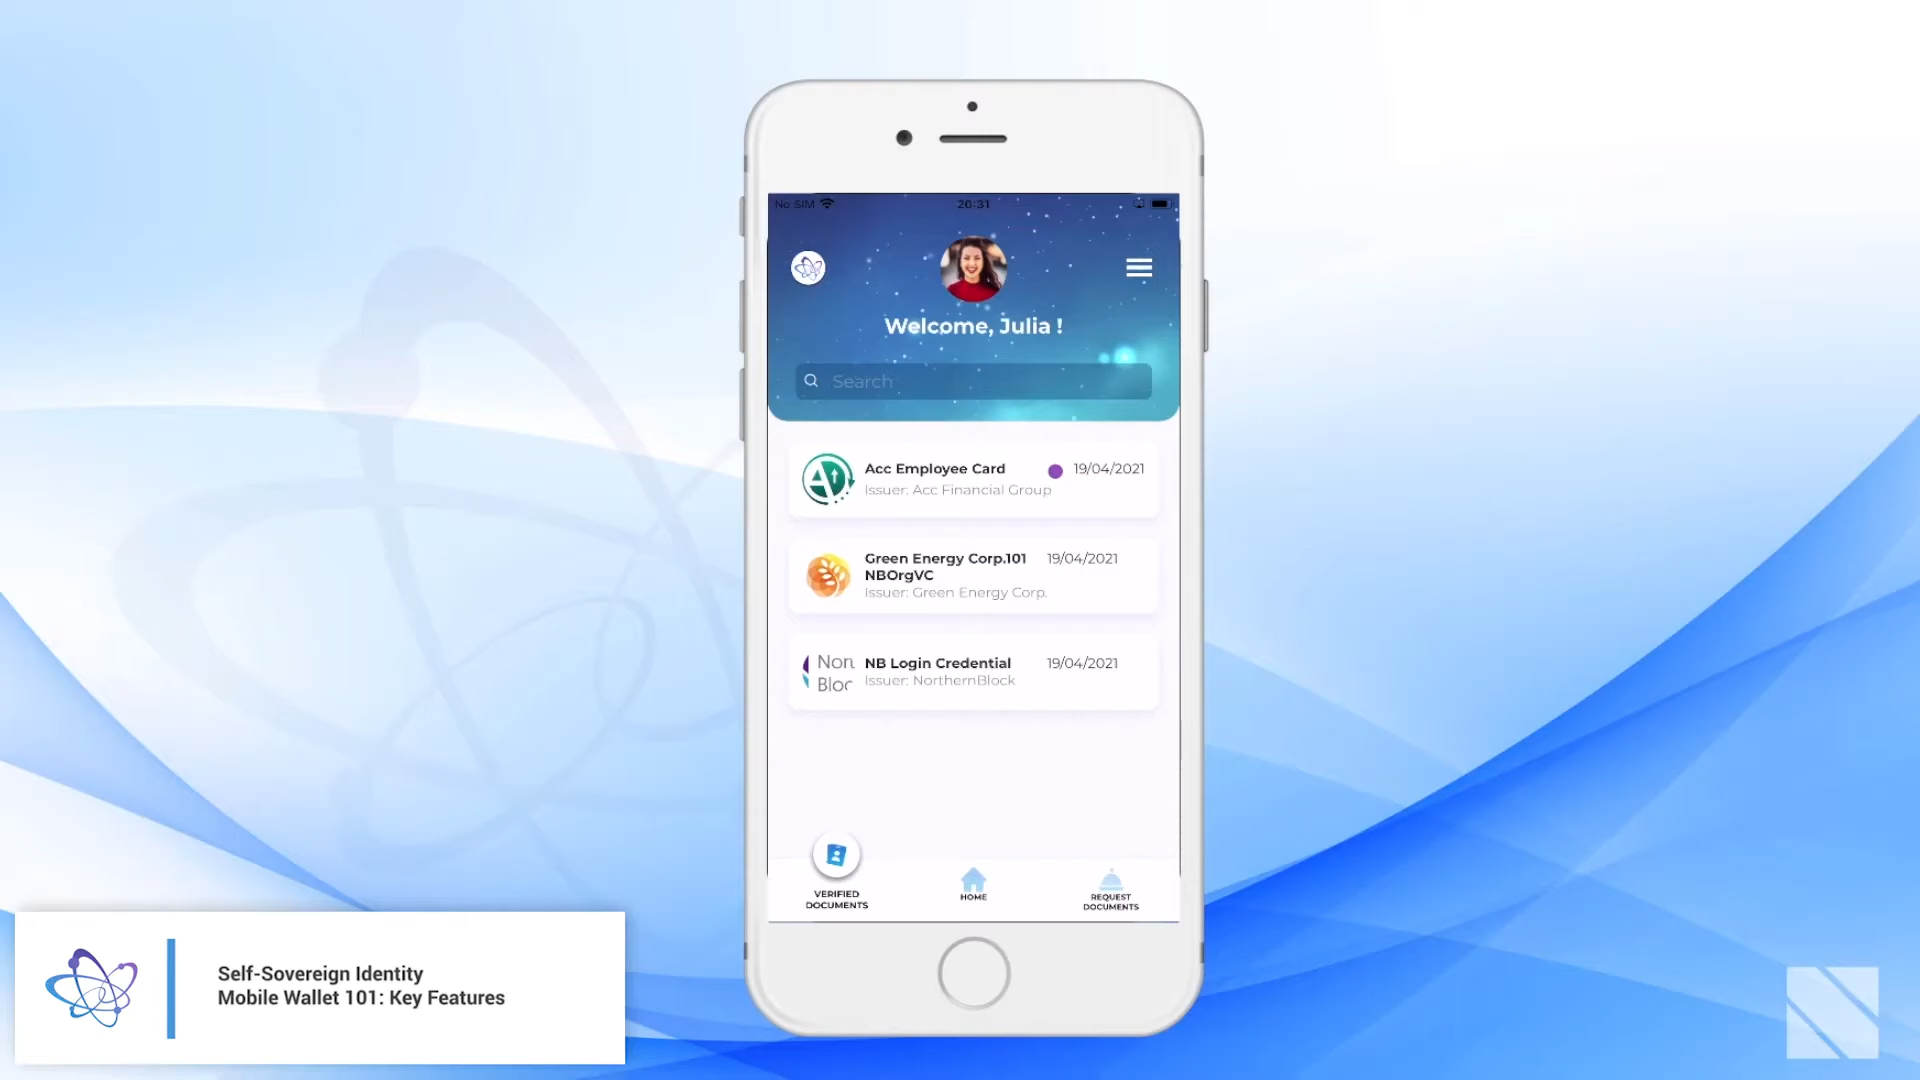 No SIM
20:31
Welcome, Julia !
Search
Acc Employee Card
19/04/2021
Issuer: Acc Financial Group
Green Energy Corp.101
19/04/2021
NBOrgVC
Issuer: Green Energy Corp.
NB Login Credential
19/04/2021
Issuer: NorthernBlock
VERIFIED
DOCUMENTS
HOME
REQUEST
DOCUMENTS
Self-Sovereign Identity
Mobile Wallet 101: Key Features